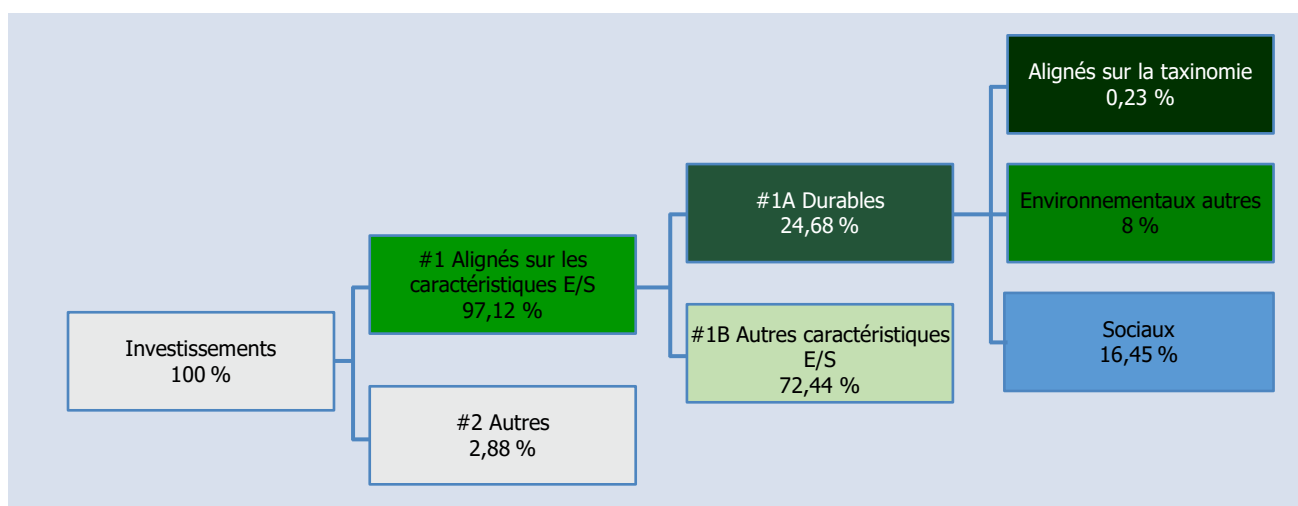 Investissements
100 %
#1 Alignés sur les
caractéristiques E/S
97,12 %
#2 Autres
2,88 %
#1A Durables
24,68 %
#1B Autres caractéristiques
E/S
72,44 %
Alignés sur la taxinomie
0,23 %
Environnementaux autres
8 %
Sociaux
16,45 %